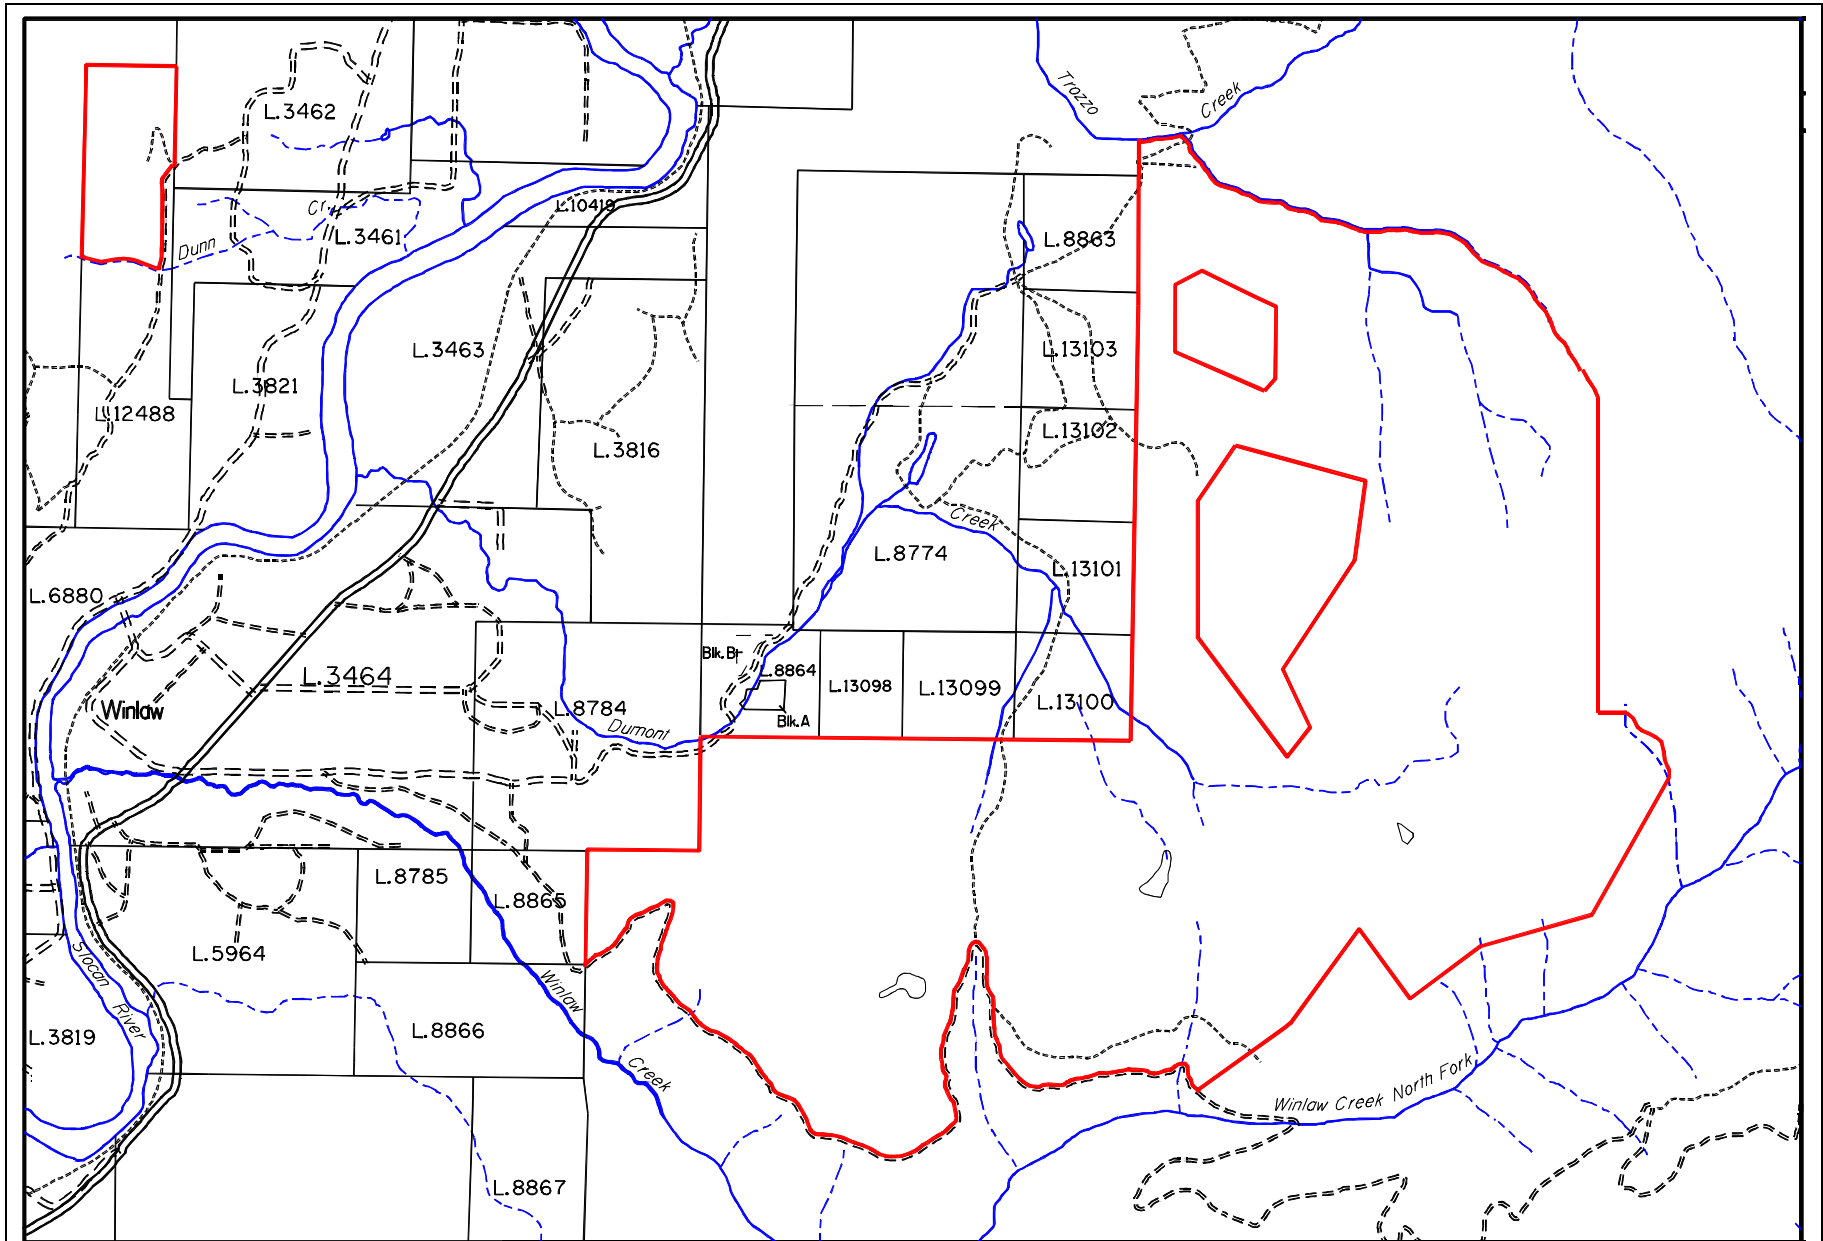 Trozzo
Creek
L.3462
L.10419
Cr.
L.3461
Dunn
L.8863
L.3463
L.13103
L.3821
L.12488
L.13102
L.3816
Creek
L.8774
L.13101
L.6880
Blk.B
L.8864
L.3464
L.13098
L.13099
L.13100
Winlaw
L.8784
Blk.A
Dumont
L.8785
L.8865
L.5964
Slocan River
Winlaw
L.3819
L.8866
Creek
Winlaw Creek North Fork
L.8867